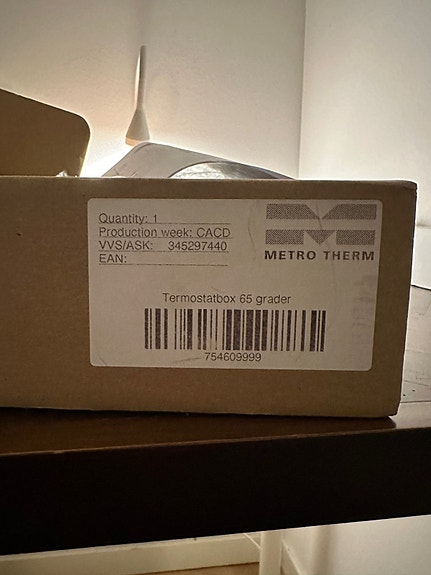 Quantity: 1
Production week: CACD
VVS/ASK: 345297440
EAN:
METRO THERM
Termostatbox 65 grader
754609999